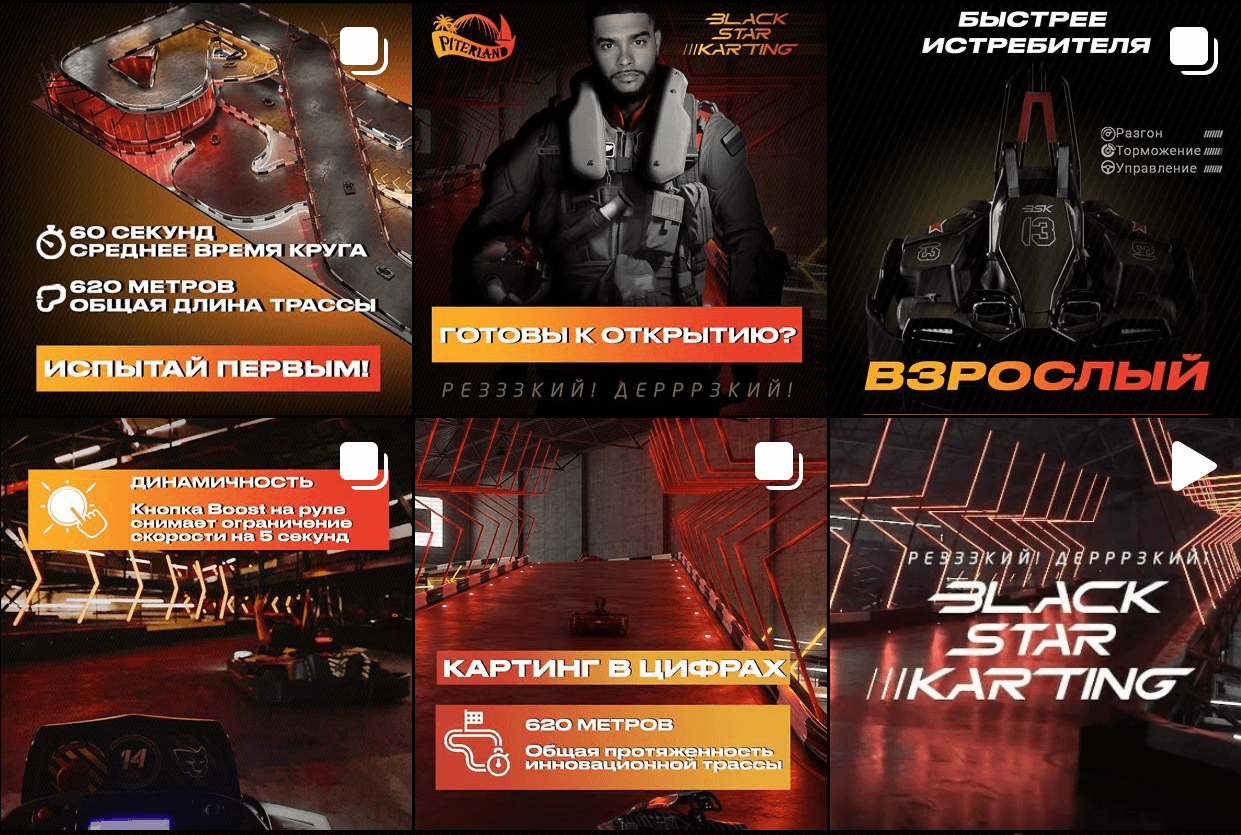 60 СЕКУНД
СРЕДНЕЕ ВРЕМЯ КРУГА
620 МЕТРОВ
ОБЩАЯ ДЛИНА ТРАССЫ
ИСПЫТАЙ ПЕРВЫМ!
PITERLAND
BLACK
STAR
KARTING
ГОТОВЫ К ОТКРЫТИЮ?
РЕЗЗЗКИЙ! ДЕРРРЗКИЙ!
БЫСТРЕЕ
ИСТРЕБИТЕЛЯ
Разгон
Торможение
Управление
BSK
13
13
13
ВЗРОСЛЫЙ
ДИНАМИЧНОСТЬ
Кнопка Boost на руле
снимает ограничение
скорости на 5 секунд
14
КАРТИНГ В ЦИФРАХ
620 МЕТРОВ
Общая протяженность
инновационной трассы
РЕЗЗЗКИЙ! ДЕРРРЗКИЙ!
BLACK
STAR
KARTING